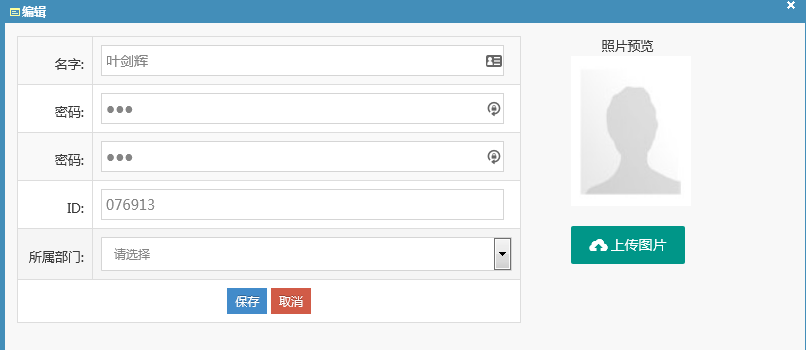 编辑
名字: 叶剑辉
密码: ●●●
密码: ●●●
ID: 076913
所属部门: 请选择
保存 取消
照片预览
上传图片